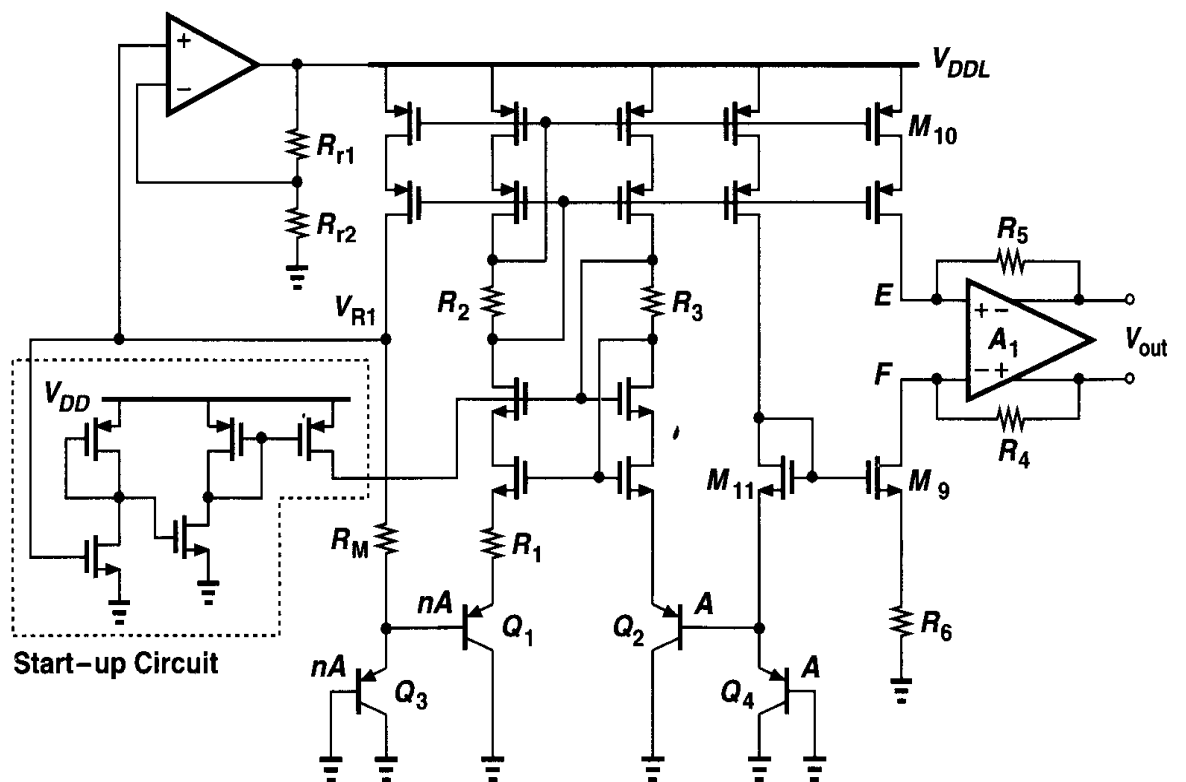 +
−
V_DDL
R_r1
R_r2
M_10
R_5
V_R1
R_2
R_3
E
+ −
A_1
− +
V_out
F
R_4
V_DD
M_11
M_9
R_M
R_1
nA
A
Q_1
Q_2
R_6
Start−up Circuit
nA
A
Q_3
Q_4